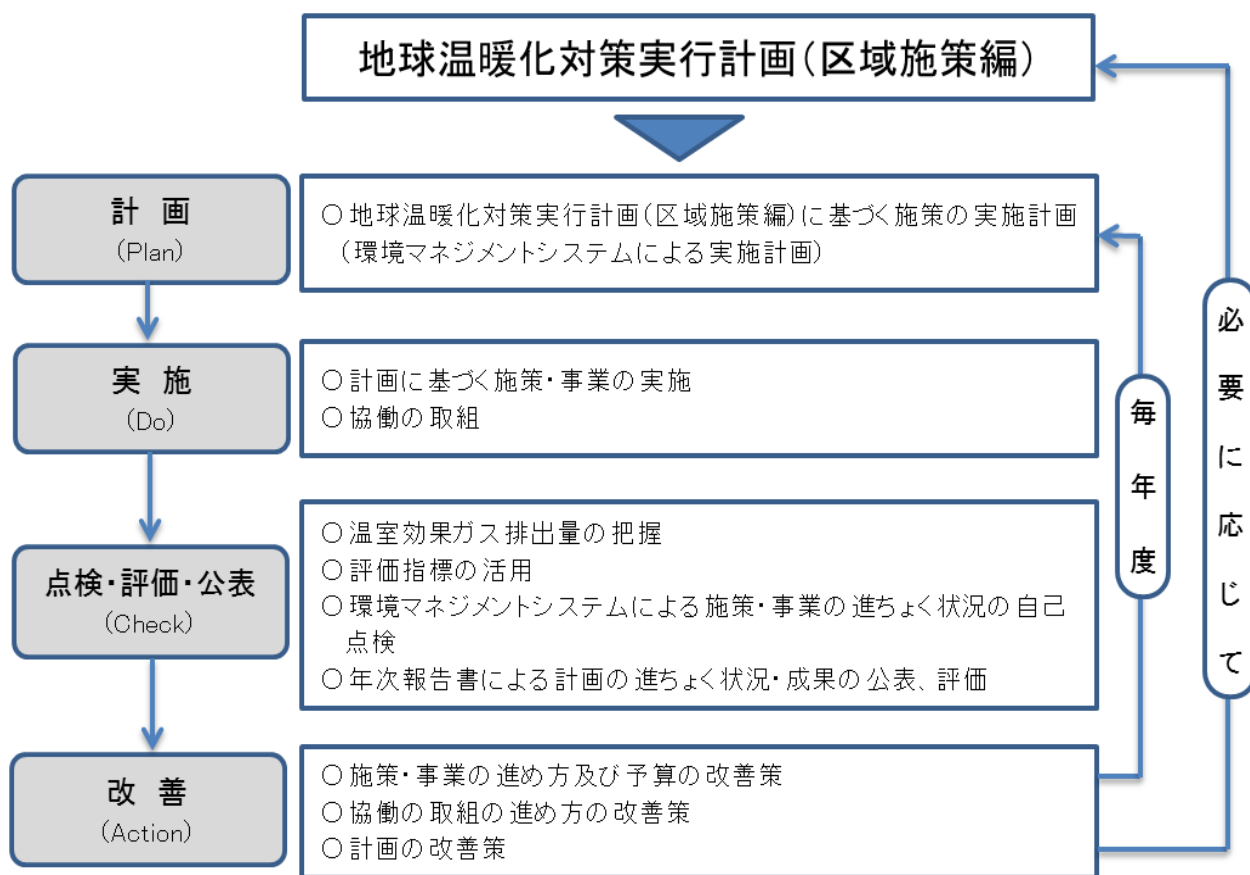 地球温暖化対策実行計画(区域施策編)
計 画
(Plan)
○地球温暖化対策実行計画(区域施策編)に基づく施策の実施計画
(環境マネジメントシステムによる実施計画)
実 施
(Do)
○計画に基づく施策・事業の実施
○協働の取組
点検・評価・公表
(Check)
○温室効果ガス排出量の把握
○評価指標の活用
○環境マネジメントシステムによる施策・事業の進ちょく状況の自己
点検
○年次報告書による計画の進ちょく状況・成果の公表、評価
改 善
(Action)
○施策・事業の進め方及び予算の改善策
○協働の取組の進め方の改善策
○計画の改善策
毎年度
必要に応じて